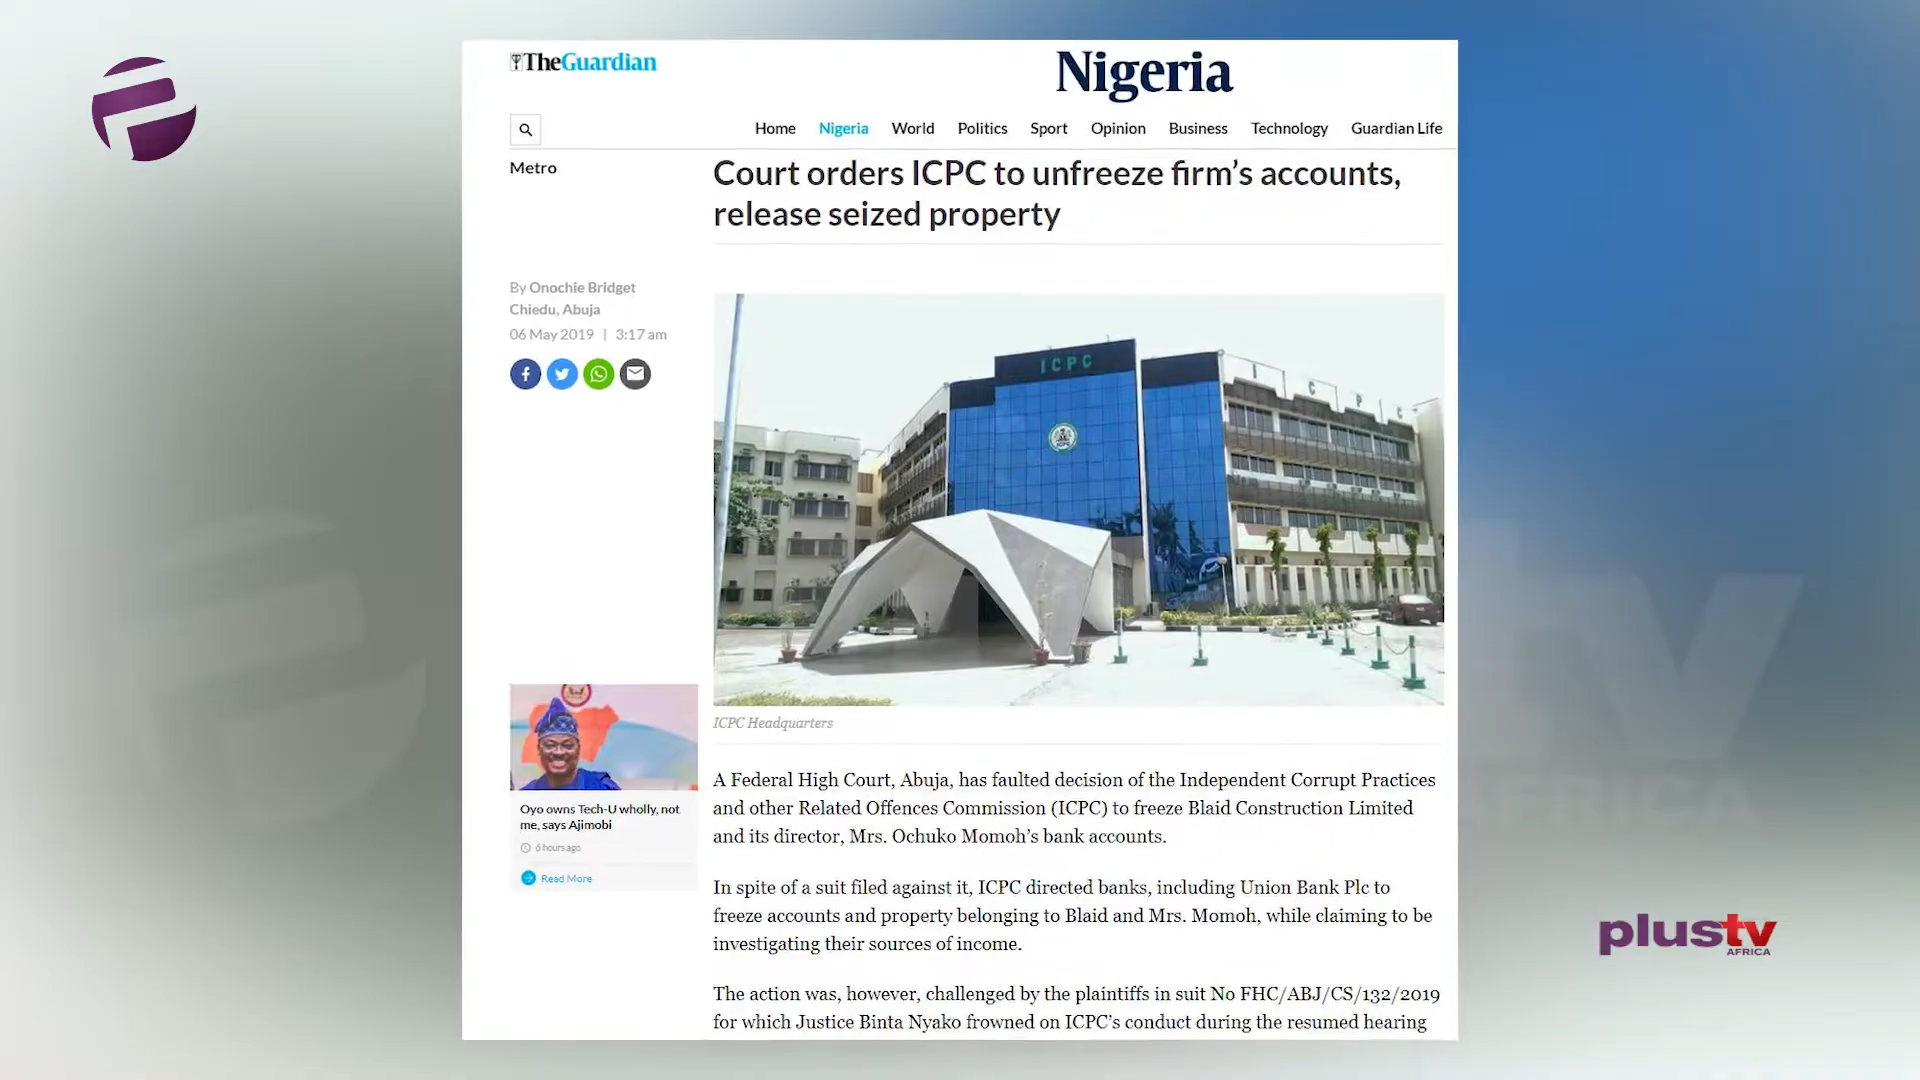 TheGuardian
Nigeria
Home Nigeria World Politics Sport Opinion Business Technology Guardian Life
Metro
Court orders ICPC to unfreeze firm’s accounts,
release seized property
By Onochie Bridget
Chiedu, Abuja
06 May 2019 | 3:17 am
ICPC
I C P C
ICPC Headquarters
Oyo owns Tech-U wholly, not
me, says Ajimobi
6 hours ago
Read More
A Federal High Court, Abuja, has faulted decision of the Independent Corrupt Practices
and other Related Offences Commission (ICPC) to freeze Blaid Construction Limited
and its director, Mrs. Ochuko Momoh’s bank accounts.
In spite of a suit filed against it, ICPC directed banks, including Union Bank Plc to
freeze accounts and property belonging to Blaid and Mrs. Momoh, while claiming to be
investigating their sources of income.
The action was, however, challenged by the plaintiffs in suit No FHC/ABJ/CS/132/2019
for which Justice Binta Nyako frowned on ICPC’s conduct during the resumed hearing
plustv
AFRICA
tv
AFRICA